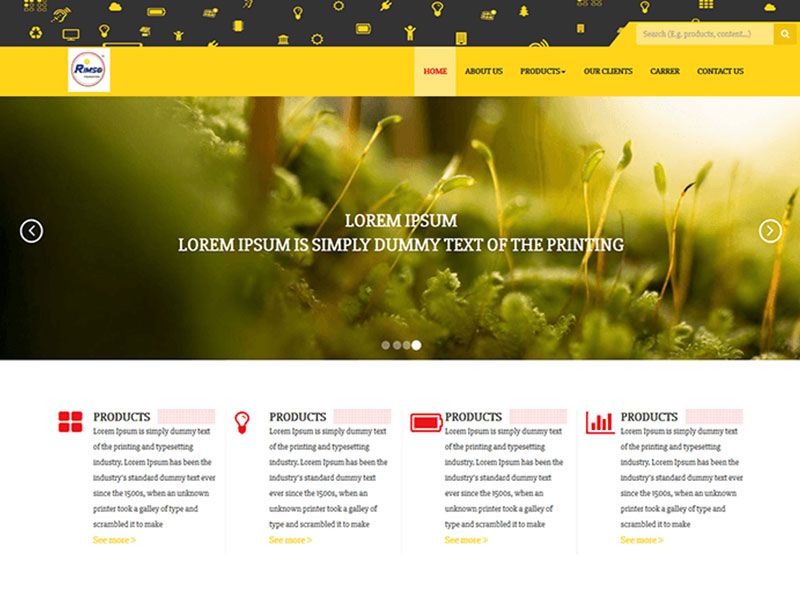 Search (E.g. products, content...)
RIMSO
HOME ABOUT US PRODUCTS OUR CLIENTS CARRER CONTACT US
LOREM IPSUM
LOREM IPSUM IS SIMPLY DUMMY TEXT OF THE PRINTING
PRODUCTS
Lorem Ipsum is simply dummy text
of the printing and typesetting
industry. Lorem Ipsum has been the
industry's standard dummy text ever
since the 1500s, when an unknown
printer took a galley of type and
scrambled it to make
See more »
PRODUCTS
Lorem Ipsum is simply dummy text
of the printing and typesetting
industry. Lorem Ipsum has been the
industry's standard dummy text
ever since the 1500s, when an
unknown printer took a galley of
type and scrambled it to make
See more »
PRODUCTS
Lorem Ipsum is simply dummy text
of the printing and typesetting
industry. Lorem Ipsum has been the
industry's standard dummy text
ever since the 1500s, when an
unknown printer took a galley of
type and scrambled it to make
See more »
PRODUCTS
Lorem Ipsum is simply dummy text
of the printing and typesetting
industry. Lorem Ipsum has been the
industry's standard dummy text ever
since the 1500s, when an unknown
printer took a galley of type and
scrambled it to make
See more »